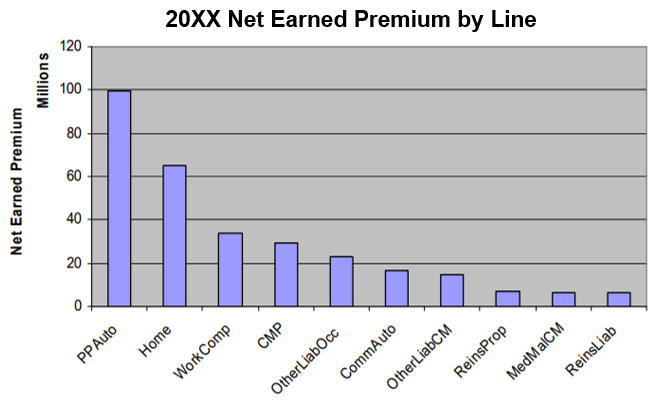 20XX Net Earned Premium by Line
Net Earned Premium
Millions
120
100
80
60
40
20
0
PPAuto
Home
WorkComp
CMP
OtherLiabOcc
CommAuto
OtherLiabCM
ReinsProp
MedMalCM
ReinsLiab